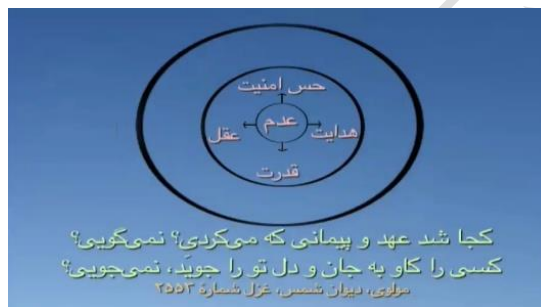 حس امنیت
عقل
عدم
هدایت
قدرت
کجا شد عهد و پیمانی که می‌کردی؟ نمی‌گویی؟
کسی را کاو به جان و دل تو را جوید، نمی‌جویی؟
مولوی، دیوان شمس، غزل شمارهٔ ۲۵۵۳